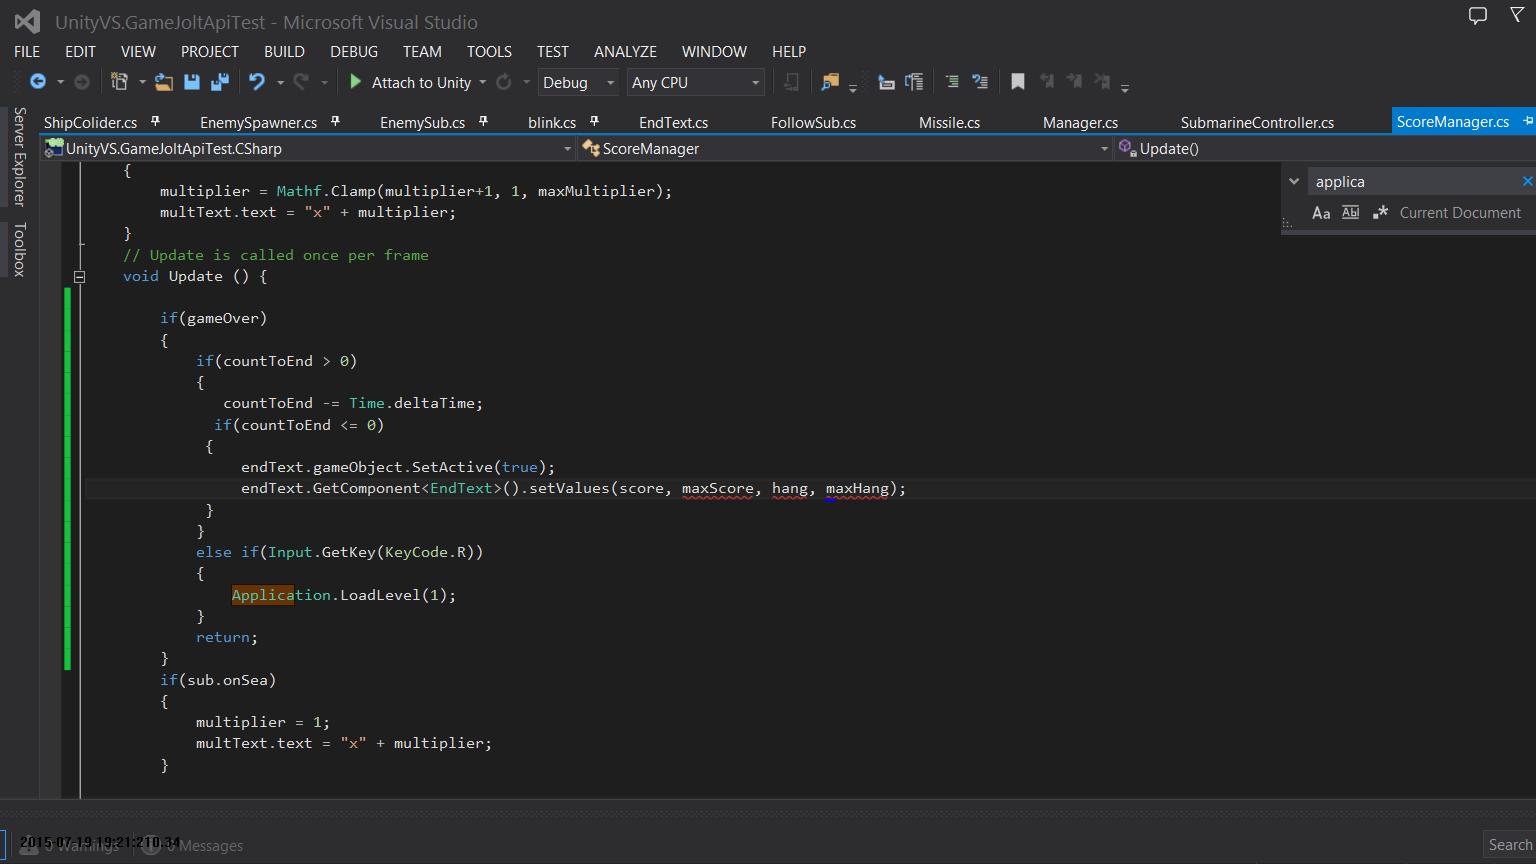 UnityVS.GameJoltApiTest - Microsoft Visual Studio
FILE EDIT VIEW PROJECT BUILD DEBUG TEAM TOOLS TEST ANALYZE WINDOW HELP
Attach to Unity Debug Any CPU
Server Explorer
Toolbox
ShipColider.cs EnemySpawner.cs EnemySub.cs blink.cs EndText.cs FollowSub.cs Missile.cs Manager.cs SubmarineController.cs ScoreManager.cs
UnityVS.GameJoltApiTest.CSharp ScoreManager Update()
applica
Aa Abl .* Current Document
{
multiplier = Mathf.Clamp(multiplier+1, 1, maxMultiplier);
multText.text = "x" + multiplier;
}
// Update is called once per frame
void Update () {
if(gameOver)
{
if(countToEnd > 0)
{
countToEnd -= Time.deltaTime;
if(countToEnd <= 0)
{
endText.gameObject.SetActive(true);
endText.GetComponent<EndText>().setValues(score, maxScore, hang, maxHang);
}
}
else if(Input.GetKey(KeyCode.R))
{
Application.LoadLevel(1);
}
return;
}
if(sub.onSea)
{
multiplier = 1;
multText.text = "x" + multiplier;
}
2015-07-19 19:21:210.34
0 Warnings 0 Messages
Search